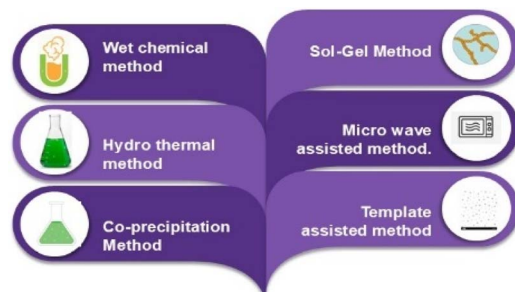 Wet chemical
method
Hydro thermal
method
Co-precipitation
Method
Sol-Gel Method
Micro wave
assisted method.
Template
assisted method